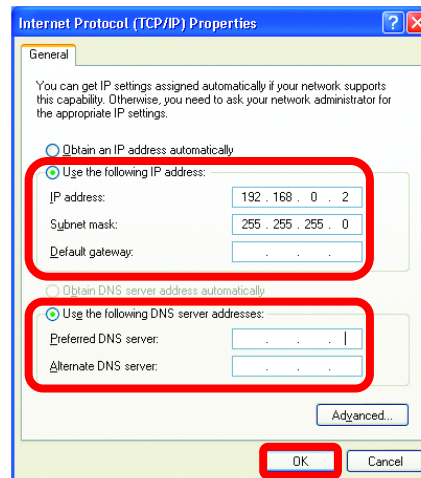 Internet Protocol (TCP/IP) Properties
General
You can get IP settings assigned automatically if your network supports
this capability. Otherwise, you need to ask your network administrator for
the appropriate IP settings.
Obtain an IP address automatically
Use the following IP address:
IP address: 192 . 168 . 0 . 2
Subnet mask: 255 . 255 . 255 . 0
Default gateway: . . .
Obtain DNS server address automatically
Use the following DNS server addresses:
Preferred DNS server: . . .
Alternate DNS server: . . .
Advanced...
OK Cancel